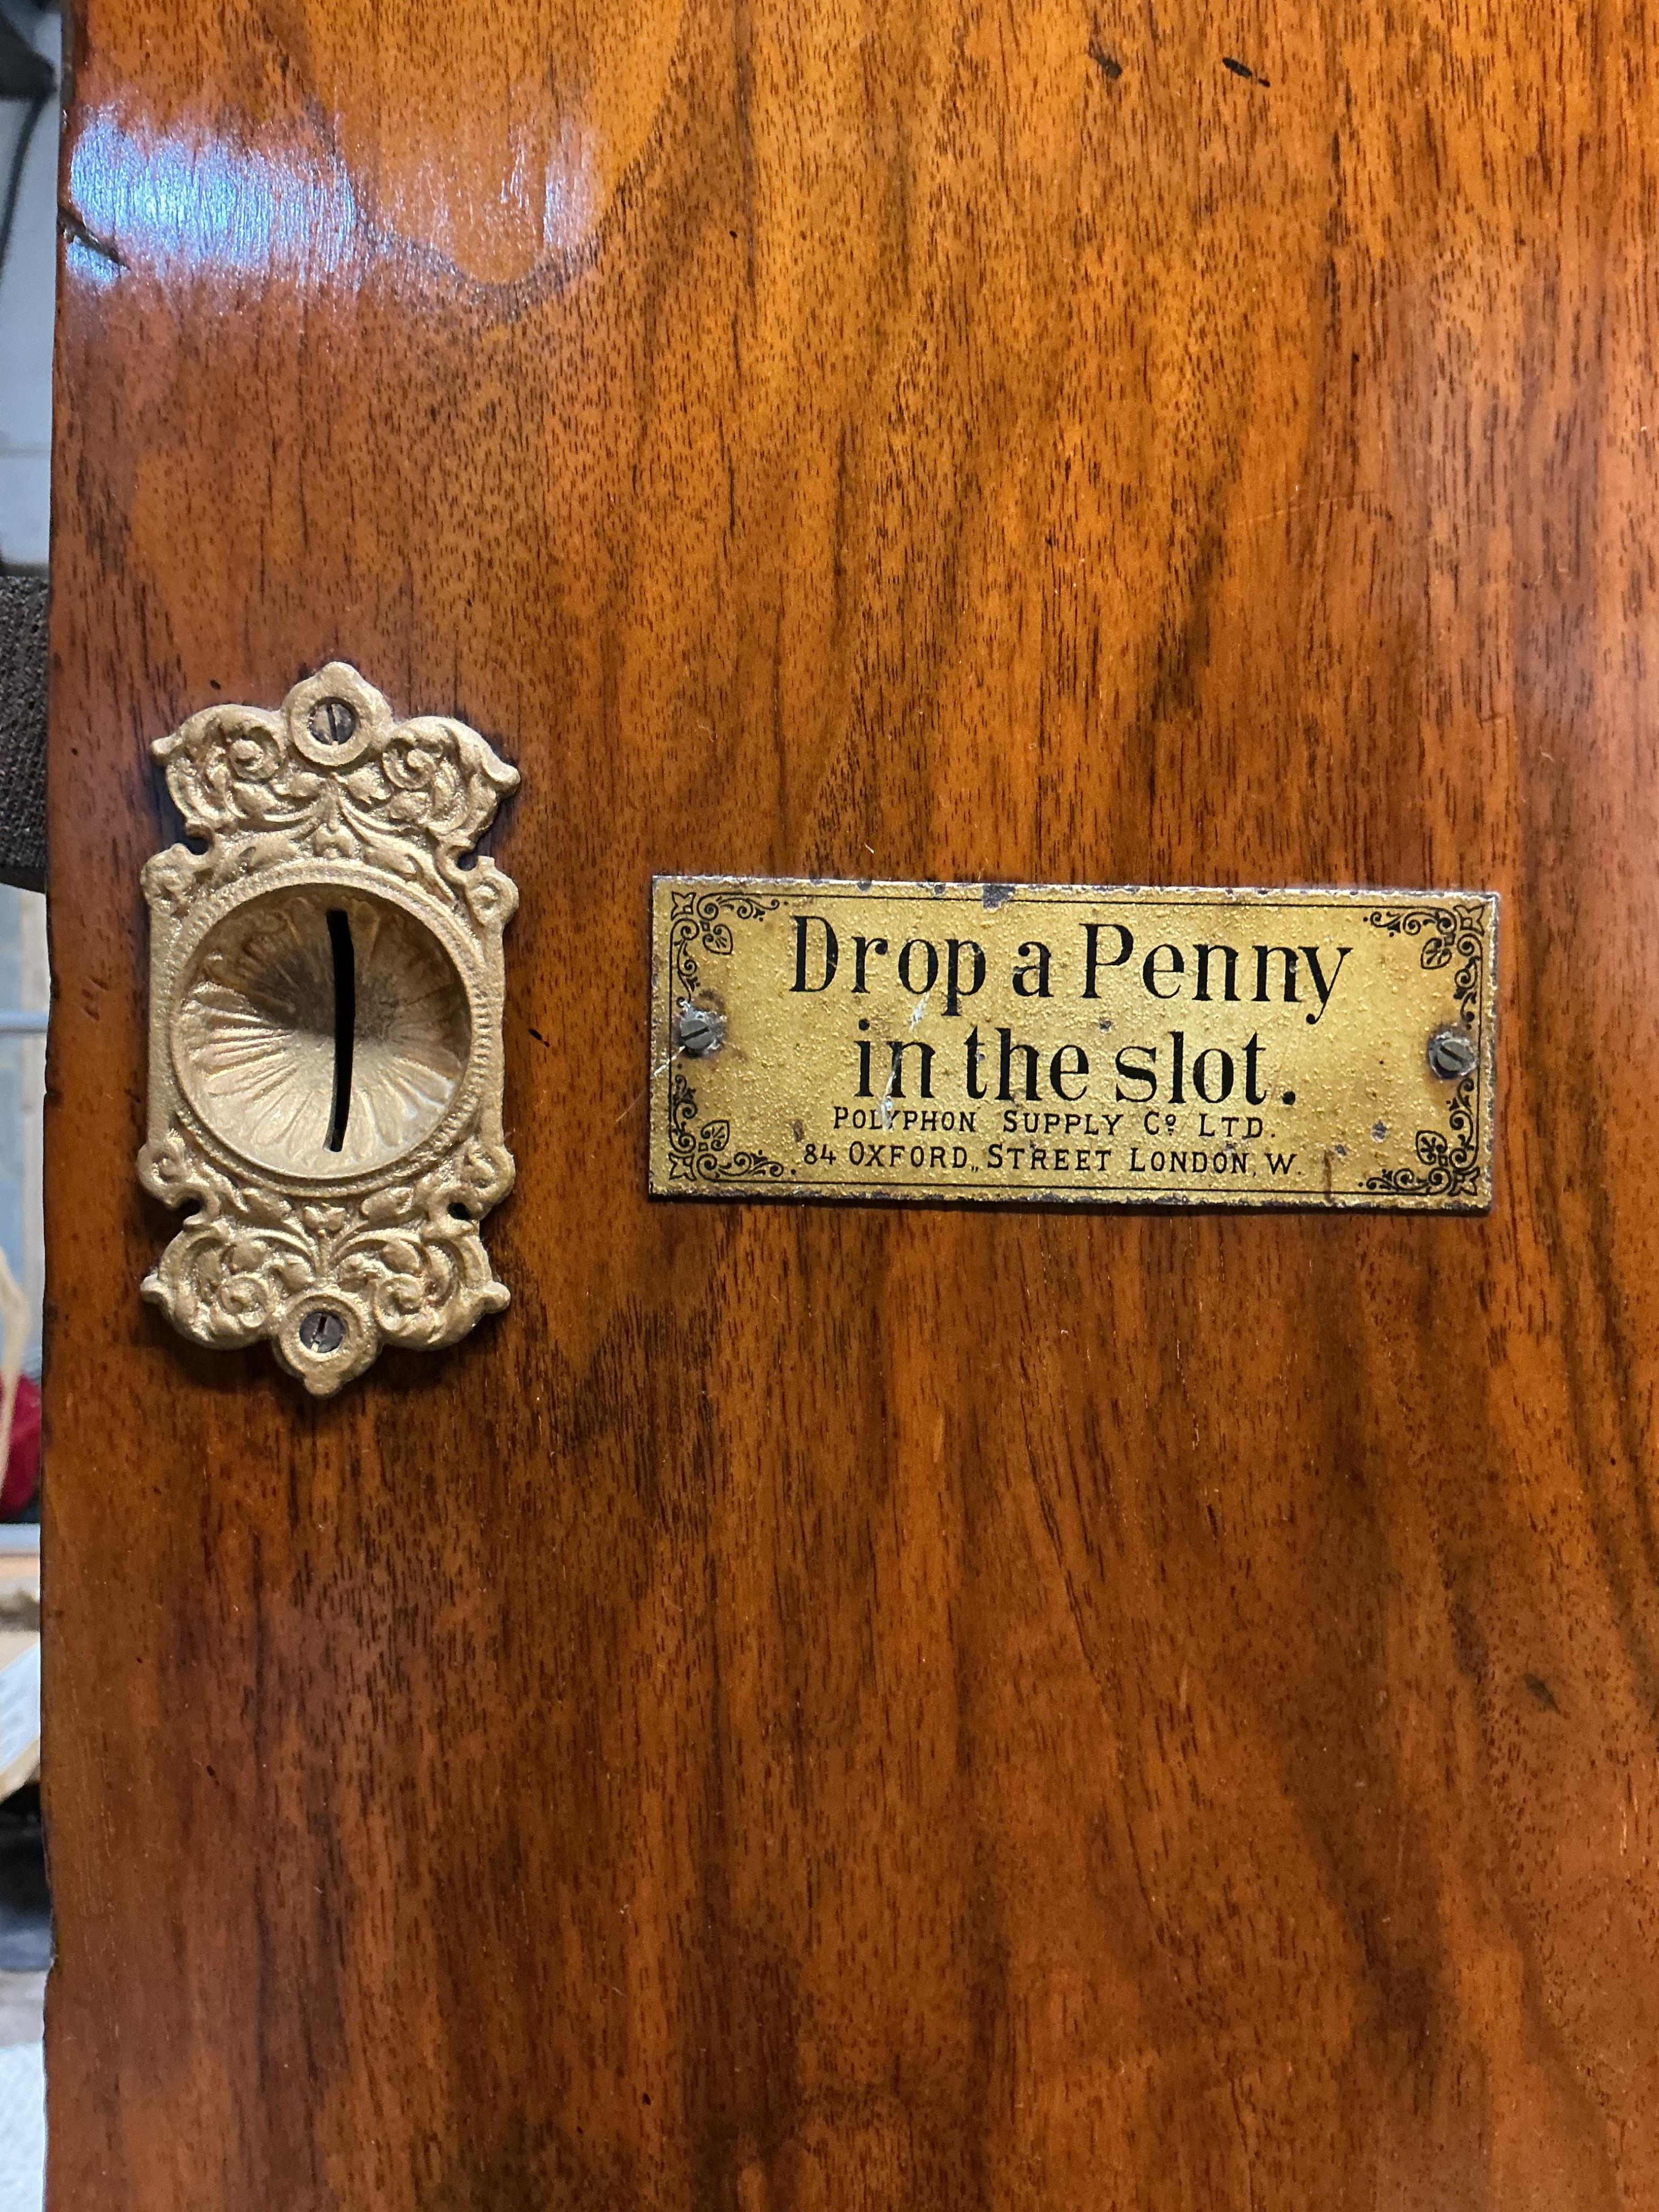 Drop a Penny
in the slot.
POLYPHON SUPPLY Cº LTD.
84 OXFORD,, STREET LONDON, W.